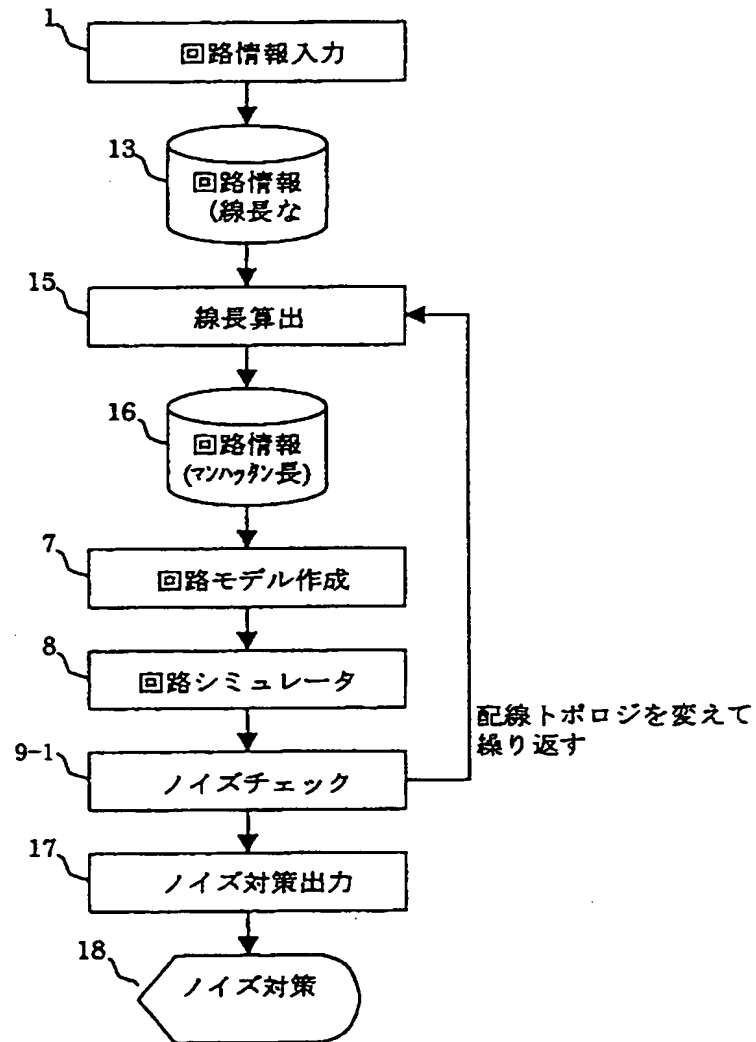 1
回路情報入力
13
回路情報
(線長な
15
線長算出
16
回路情報
(マンハッタン長)
7
回路モデル作成
8
回路シミュレータ
配線トポロジを変えて
繰り返す
9-1
ノイズチェック
17
ノイズ対策出力
18
ノイズ対策